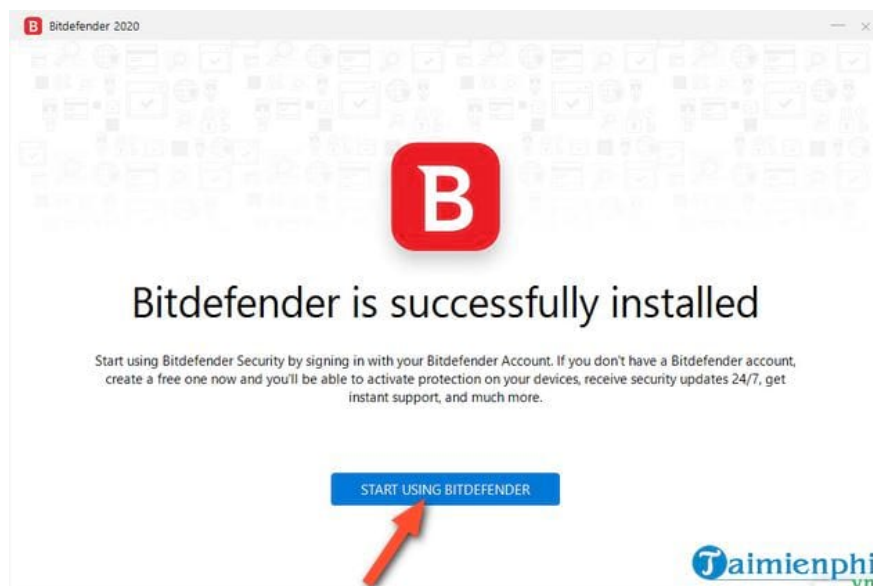 B Bitdefender 2020
B
Bitdefender is successfully installed
Start using Bitdefender Security by signing in with your Bitdefender Account. If you don't have a Bitdefender account,
create a free one now and you'll be able to activate protection on your devices, receive security updates 24/7, get
instant support, and much more.
START USING BITDEFENDER
Taimienphi
.vn